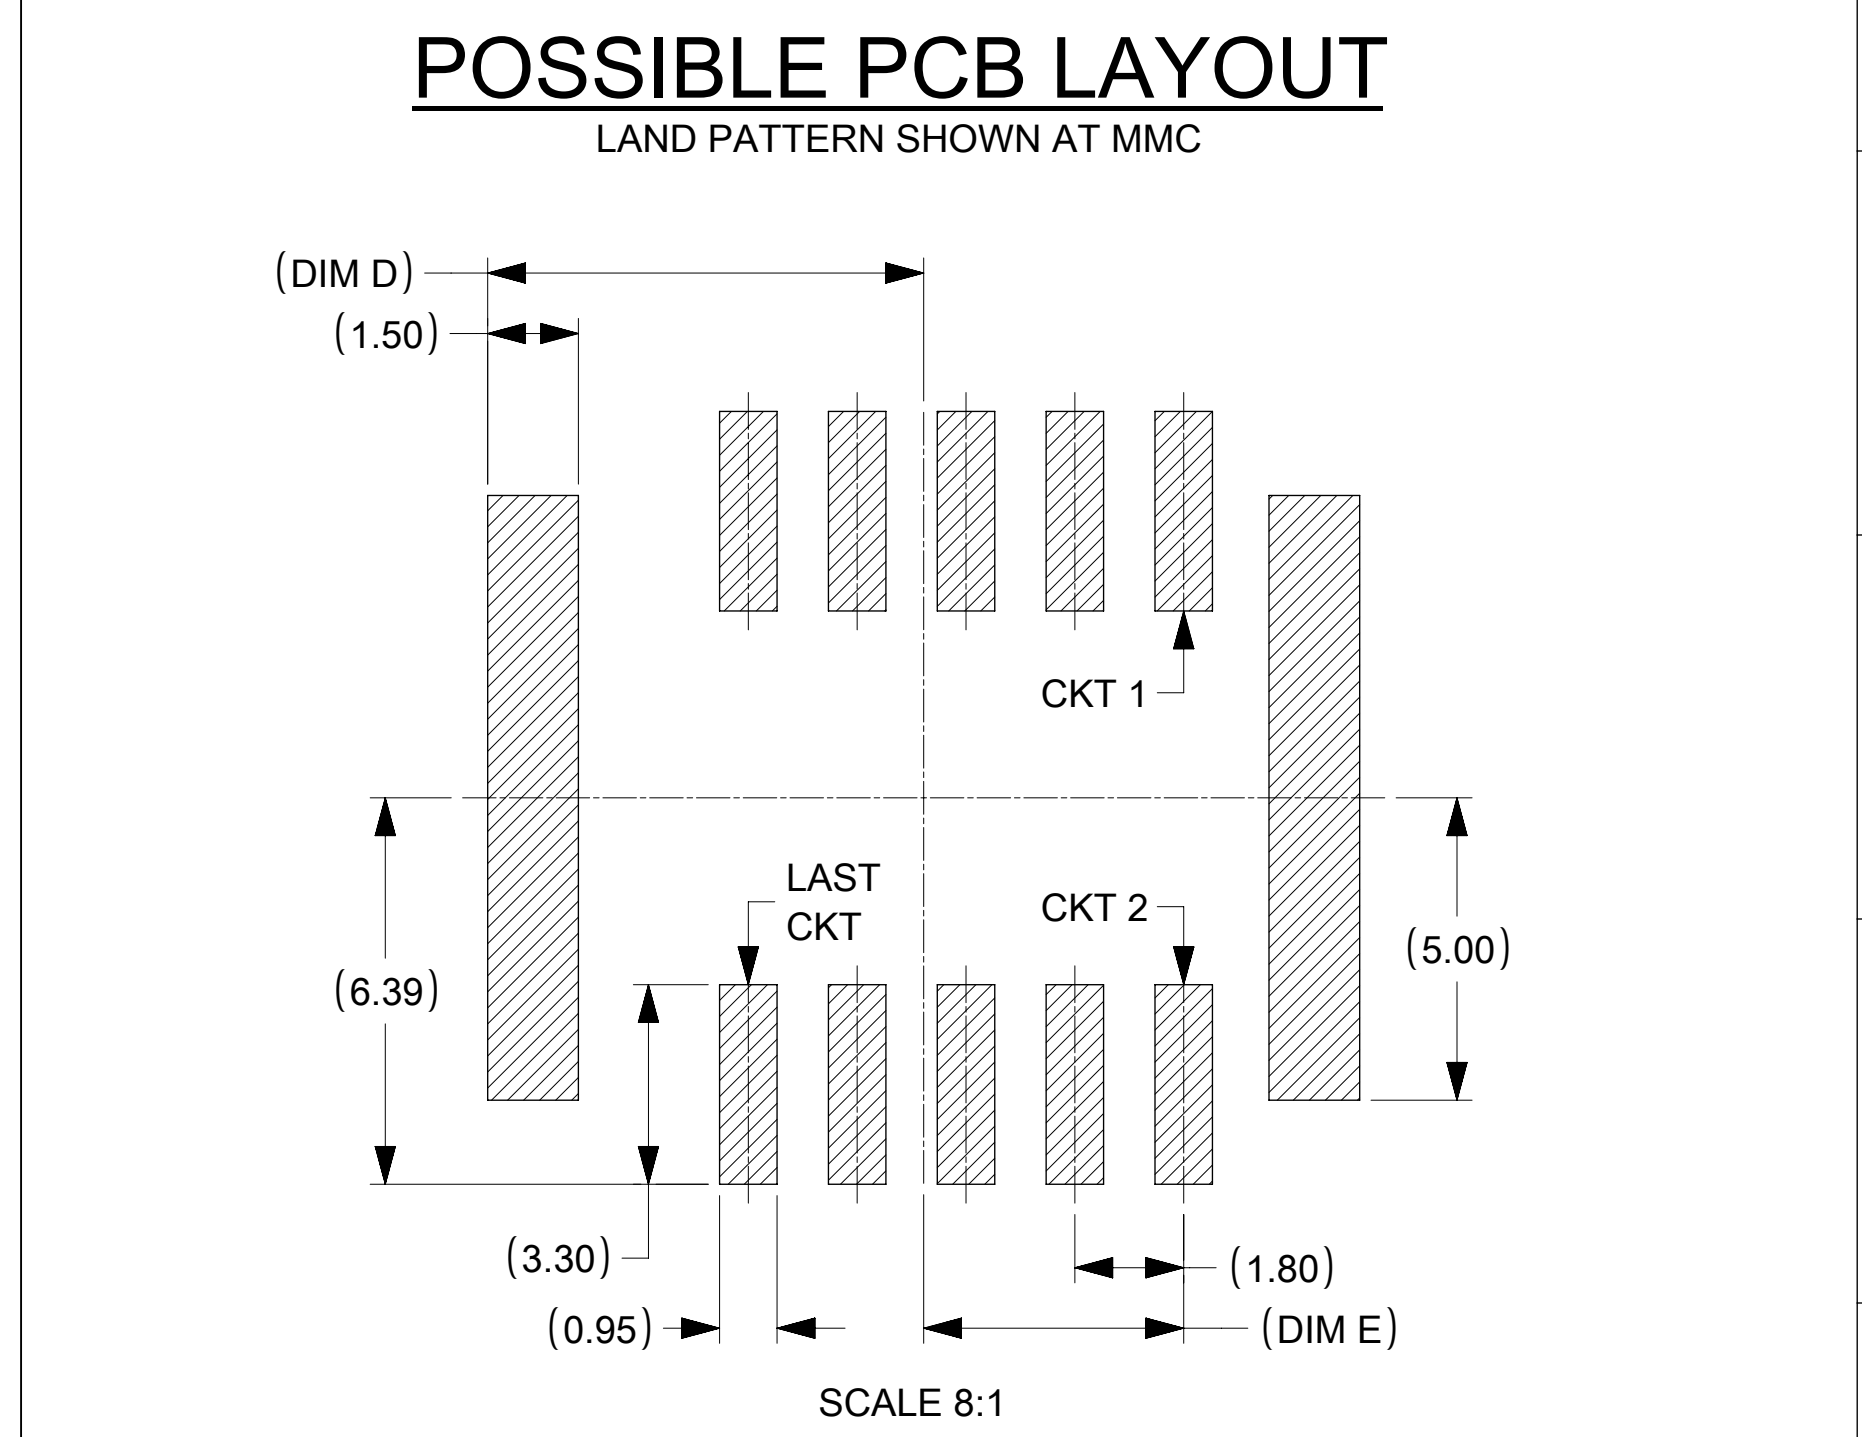 POSSIBLE PCB LAYOUT
LAND PATTERN SHOWN AT MMC
(DIM D)
(1.50)
CKT 1
LAST
CKT
CKT 2
(5.00)
(6.39)
(3.30)
(1.80)
(0.95)
(DIM E)
SCALE 8:1